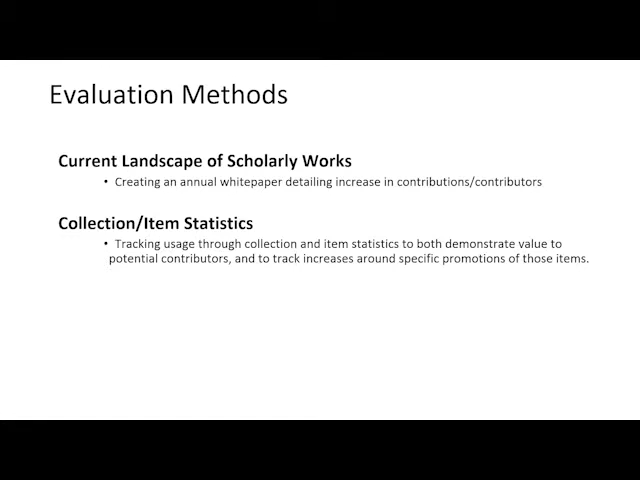 Evaluation Methods
Current Landscape of Scholarly Works
• Creating an annual whitepaper detailing increase in contributions/contributors
Collection/Item Statistics
• Tracking usage through collection and item statistics to both demonstrate value to
potential contributors, and to track increases around specific promotions of those items.